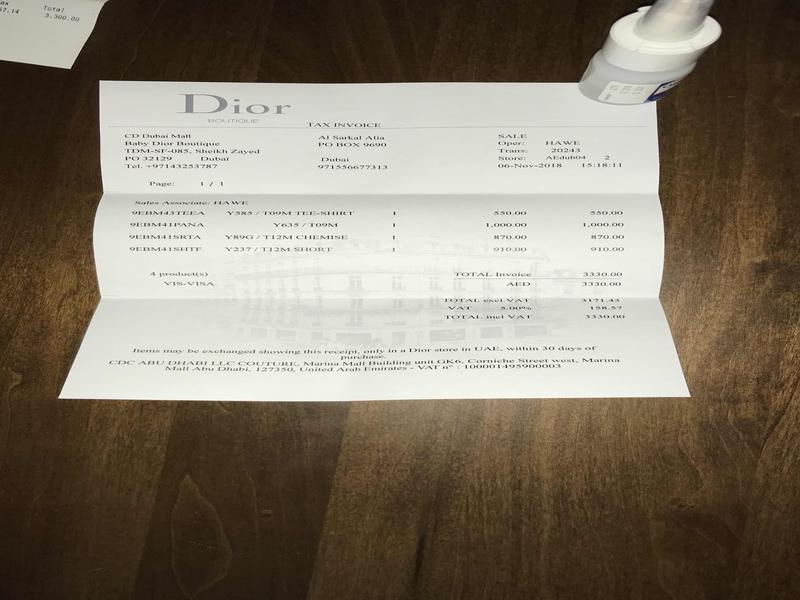 Total
57.14 3,300.00
Dior
BOUTIQUE
TAX INVOICE
CD Dubai Mall Al Sarkal Alia SALE
Baby Dior Boutique PO BOX 9690 Oper: HAWE
TDM-SF-085, Sheikh Zayed Trans: 20243
PO 32129 Dubaï Dubai Store: AEdub04 2
Tel. +97143253787 971556677313 06-Nov-2018 15:18:11
Page: 1 / 1
Sales Associate: HAWE
9EBM43TEEA Y585 / T09M TEE-SHIRT 1 550.00 550.00
9EBM41PANA Y635 / T09M 1 1,000.00 1,000.00
9EBM41SRTA Y89G / T12M CHEMISE 1 870.00 870.00
9EBM41SHTF Y237 / T12M SHORT 1 910.00 910.00
4 product(s) TOTAL Invoice 3330.00
VIS-VISA AED 3330.00
TOTAL excl.VAT 3171.43
VAT 5.00% 158.57
TOTAL incl VAT 3330.00
Items may be exchanged showing this receipt, only in a Dior store in UAE, within 30 days of
purchase.
CDC ABU DHABI LLC COUTURE, Marina Mall Building unit GK6, Corniche Street west, Marina
Mall Abu Dhabi, 127350, United Arab Emirates - VAT n° : 100001495900003